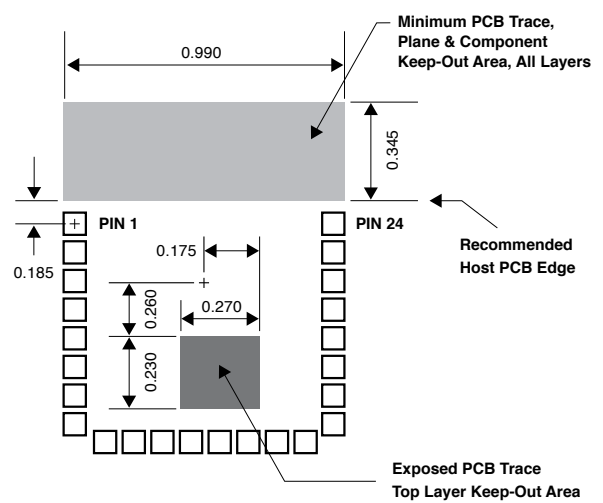 Minimum PCB Trace,
Plane & Component
Keep-Out Area, All Layers
0.990
0.345
PIN 1
PIN 24
0.185
0.175
Recommended
Host PCB Edge
0.260
0.270
0.230
Exposed PCB Trace
Top Layer Keep-Out Area